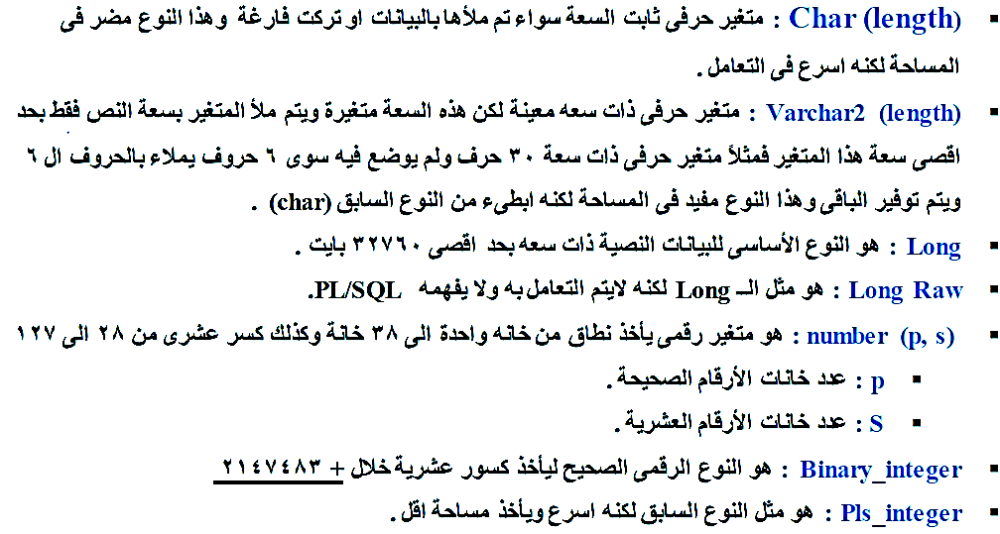 ▪ Char (length) : متغير حرفى ثابت السعة سواء تم ملأها بالبيانات او تركت فارغة وهذا النوع مضر فى
المساحة لكنه اسرع فى التعامل .
▪ Varchar2 (length) : متغير حرفى ذات سعه معينة لكن هذه السعة متغيرة ويتم ملأ المتغير بسعة النص فقط بحد
اقصى سعة هذا المتغير فمثلأ متغير حرفى ذات سعة ٣٠ حرف ولم يوضع فيه سوى ٦ حروف يملاء بالحروف ال ٦
ويتم توفير الباقى وهذا النوع مفيد فى المساحة لكنه ابطىء من النوع السابق (char) .
▪ Long : هو النوع الأساسى للبيانات النصية ذات سعه بحد اقصى ٣٢٧٦٠ بايت .
▪ Long Raw : هو مثل الــ Long لكنه لايتم التعامل به ولا يفهمه PL/SQL.
▪ number (p, s) : هو متغير رقمى يأخذ نطاق من خانه واحدة الى ٣٨ خانة وكذلك كسر عشرى من ٢٨ الى ١٢٧
▪ p : عدد خانات الأرقام الصحيحة .
▪ S : عدد خانات الأرقام العشرية .
▪ Binary_integer : هو النوع الرقمى الصحيح ليأخذ كسور عشرية خلال + ٢١٤٧٤٨٣
▪ Pls_integer : هو مثل النوع السابق لكنه اسرع ويأخذ مساحة اقل .